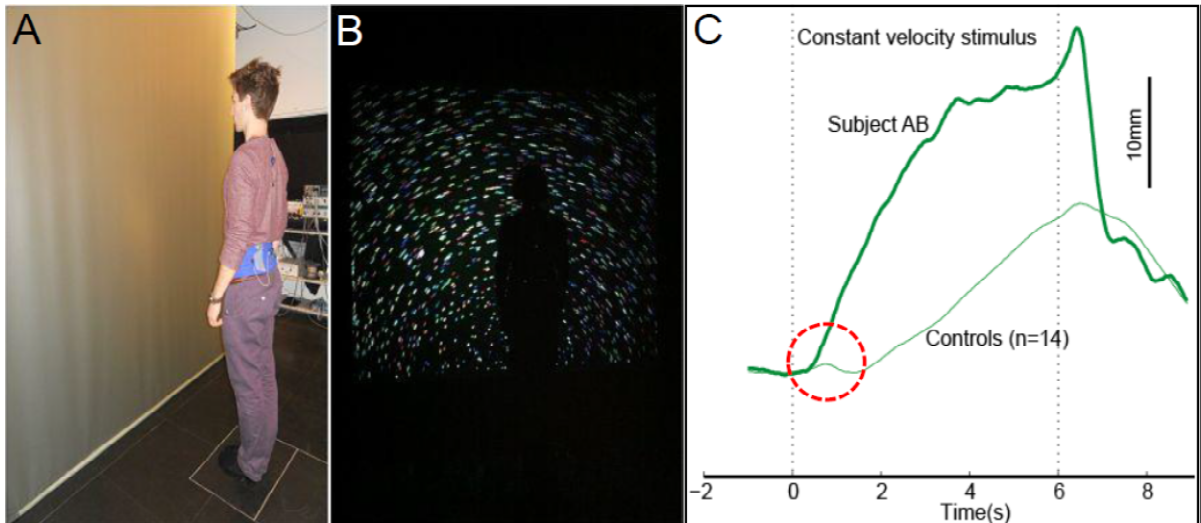 A
B
C
Constant velocity stimulus
Subject AB
10mm
Controls (n=14)
−2 0 2 4 6 8
Time(s)